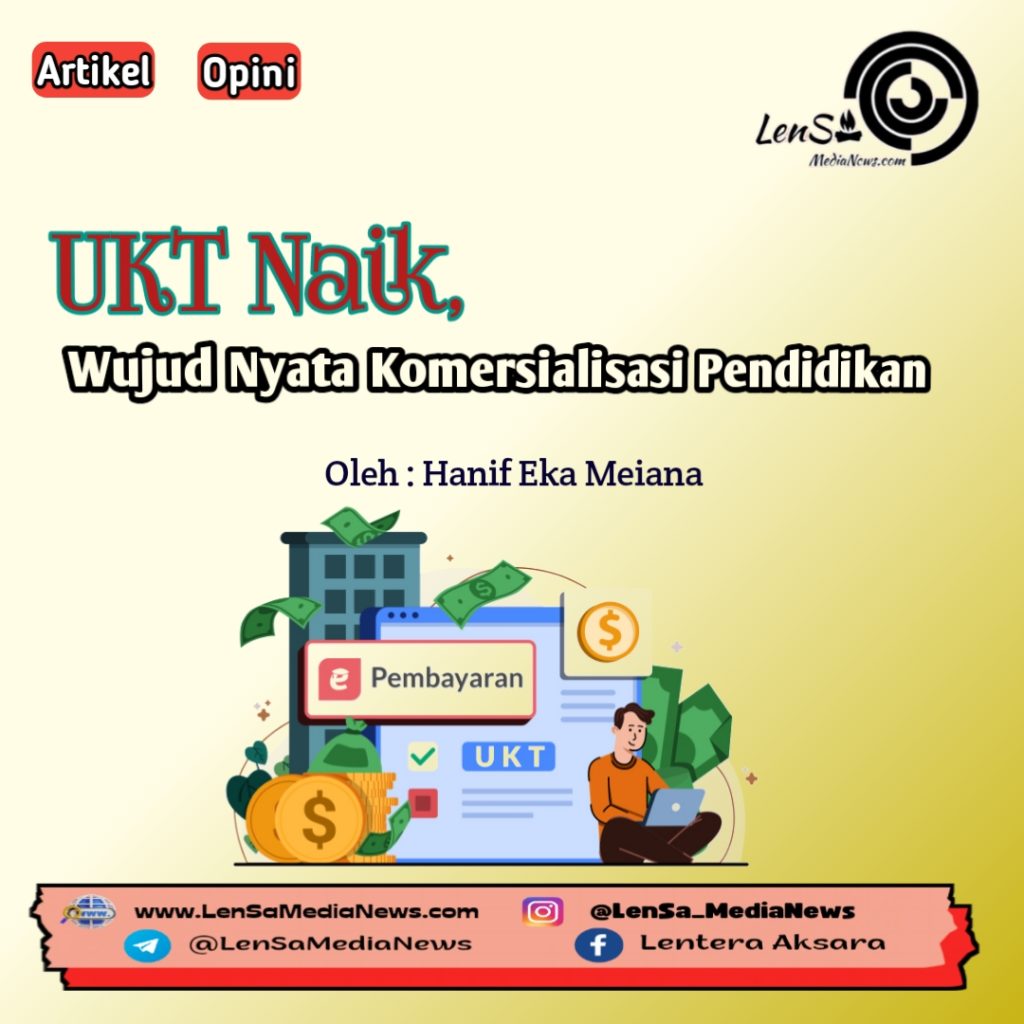 Artikel Opini
LenSa
MediaNews.com
UKT Naik,
Wujud Nyata Komersialisasi Pendidikan
Oleh : Hanif Eka Meiana
$
$
e Pembayaran
UKT
$
www.
www.LenSaMediaNews.com
@LenSa_MediaNews
@LenSaMediaNews
f Lentera Aksara